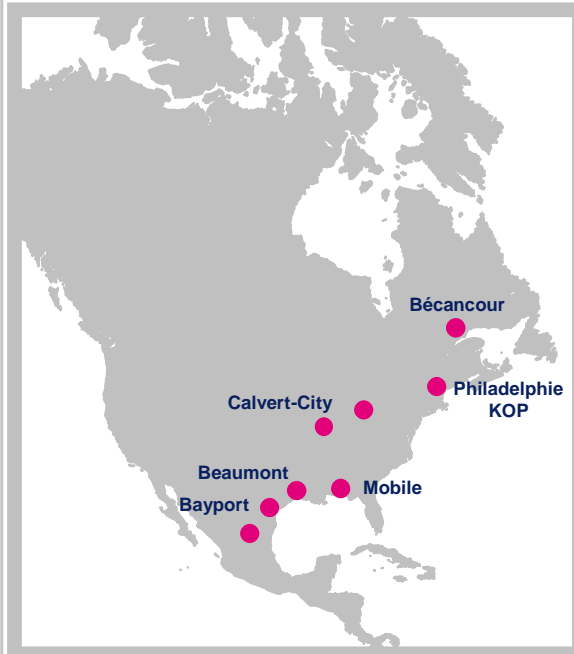 Bécancour
Philadelphie
KOP
Calvert-City
Beaumont
Mobile
Bayport